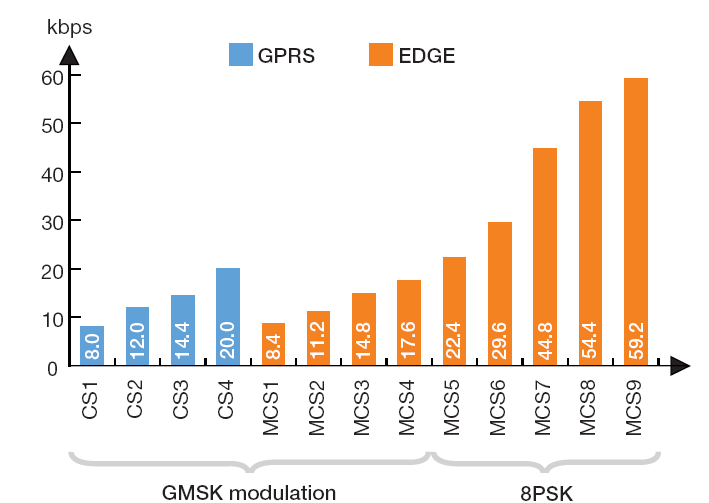 kbps
GPRS EDGE
60
50
40
30
20
10
0
8.0 12.0 14.4 20.0 8.4 11.2 14.8 17.6 22.4 29.6 44.8 54.4 59.2
CS1 CS2 CS3 CS4 MCS1 MCS2 MCS3 MCS4 MCS5 MCS6 MCS7 MCS8 MCS9
GMSK modulation 8PSK